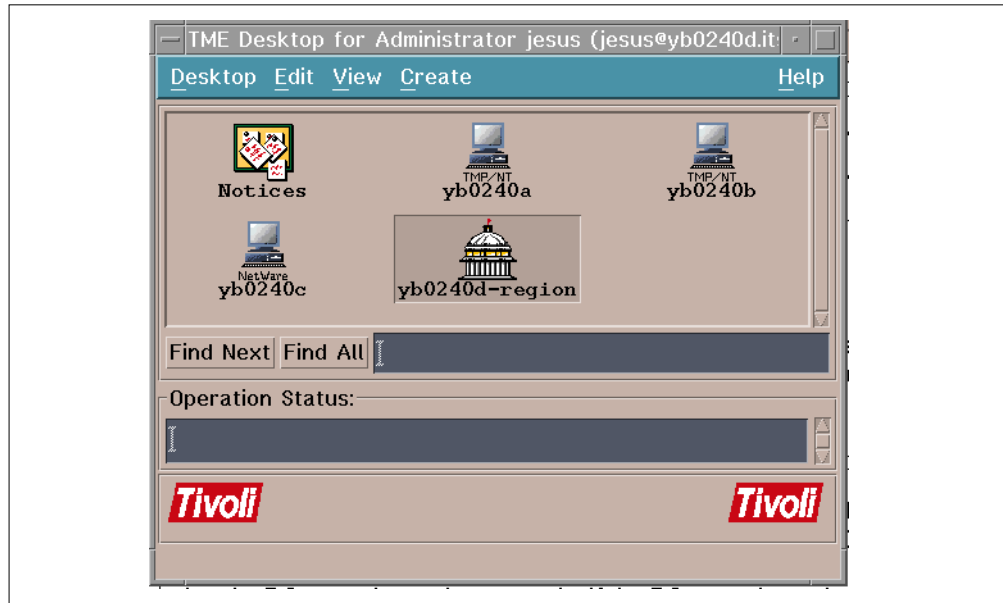 TME Desktop for Administrator jesus (jesus@yb0240d.it
Desktop Edit View Create Help
Notices
TMP/NT
yb0240a
TMP/NT
yb0240b
NetWare
yb0240c
yb0240d-region
Find Next Find All
Operation Status:
Tivoli Tivoli